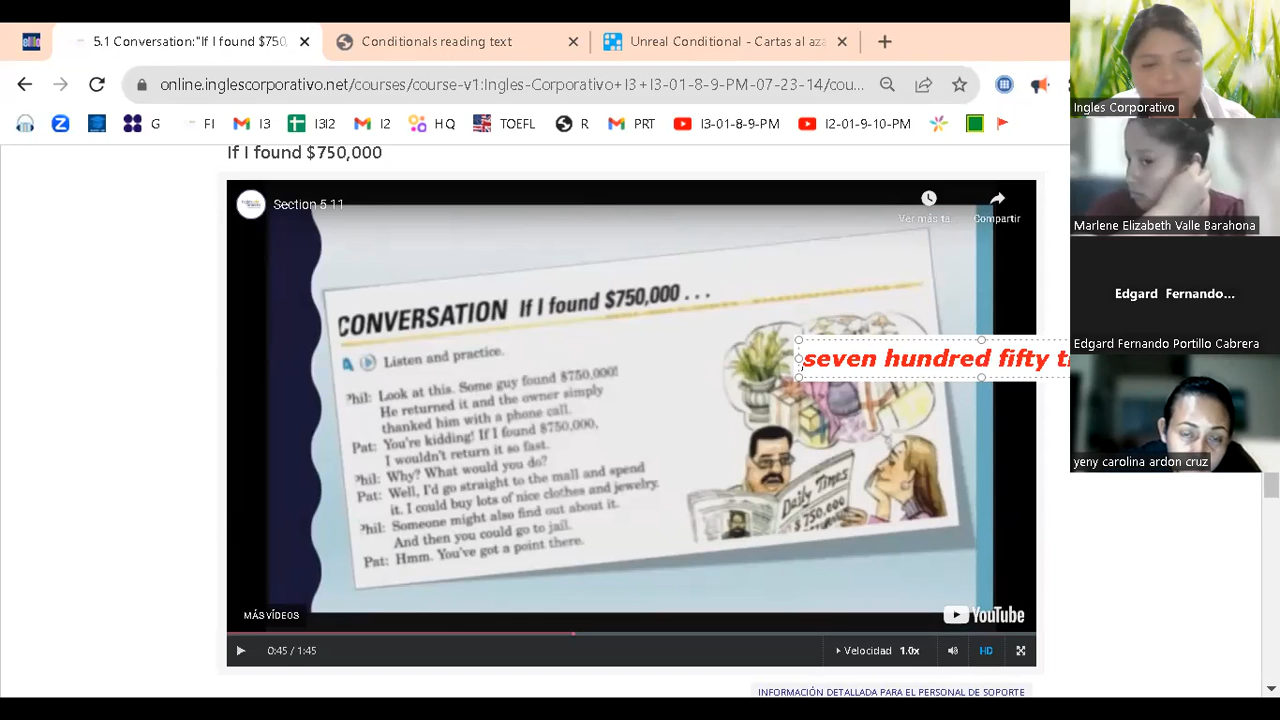 5.1 Conversation:"If I found $750,
Conditionals reading text
Unreal Conditional - Cartas al aza
online.inglescorporativo.net/courses/course-v1:Ingles-Corporativo+I3+I3-01-8-9-PM-07-23-14/cou...
G
FI
I3
I3I2
I2
HQ
TOEFL
R
PRT
I3-01-8-9-PM
I2-01-9-10-PM
If I found $750,000
Section 5 11
Ver más ta
Compartir
CONVERSATION If I found $750,000 ...
A Listen and practice.
Phil: Look at this. Some guy found $750,000!
He returned it and the owner simply
thanked him with a phone call.
Pat: You're kidding! If I found $750,000,
I wouldn't return it so fast.
Phil: Why? What would you do?
Pat: Well, I'd go straight to the mall and spend
it. I could buy lots of nice clothes and jewelry.
Phil: Someone might also find out about it.
And then you could go to jail.
Pat: Hmm. You've got a point there.
Daily Times
$750,000
seven hundred fifty t
MÁS VÍDEOS
YouTube
0:45 / 1:45
Velocidad 1.0x
HD
INFORMACIÓN DETALLADA PARA EL PERSONAL DE SOPORTE
Ingles Corporativo
Marlene Elizabeth Valle Barahona
Edgard Fernando...
Edgard Fernando Portillo Cabrera
yeny carolina ardon cruz